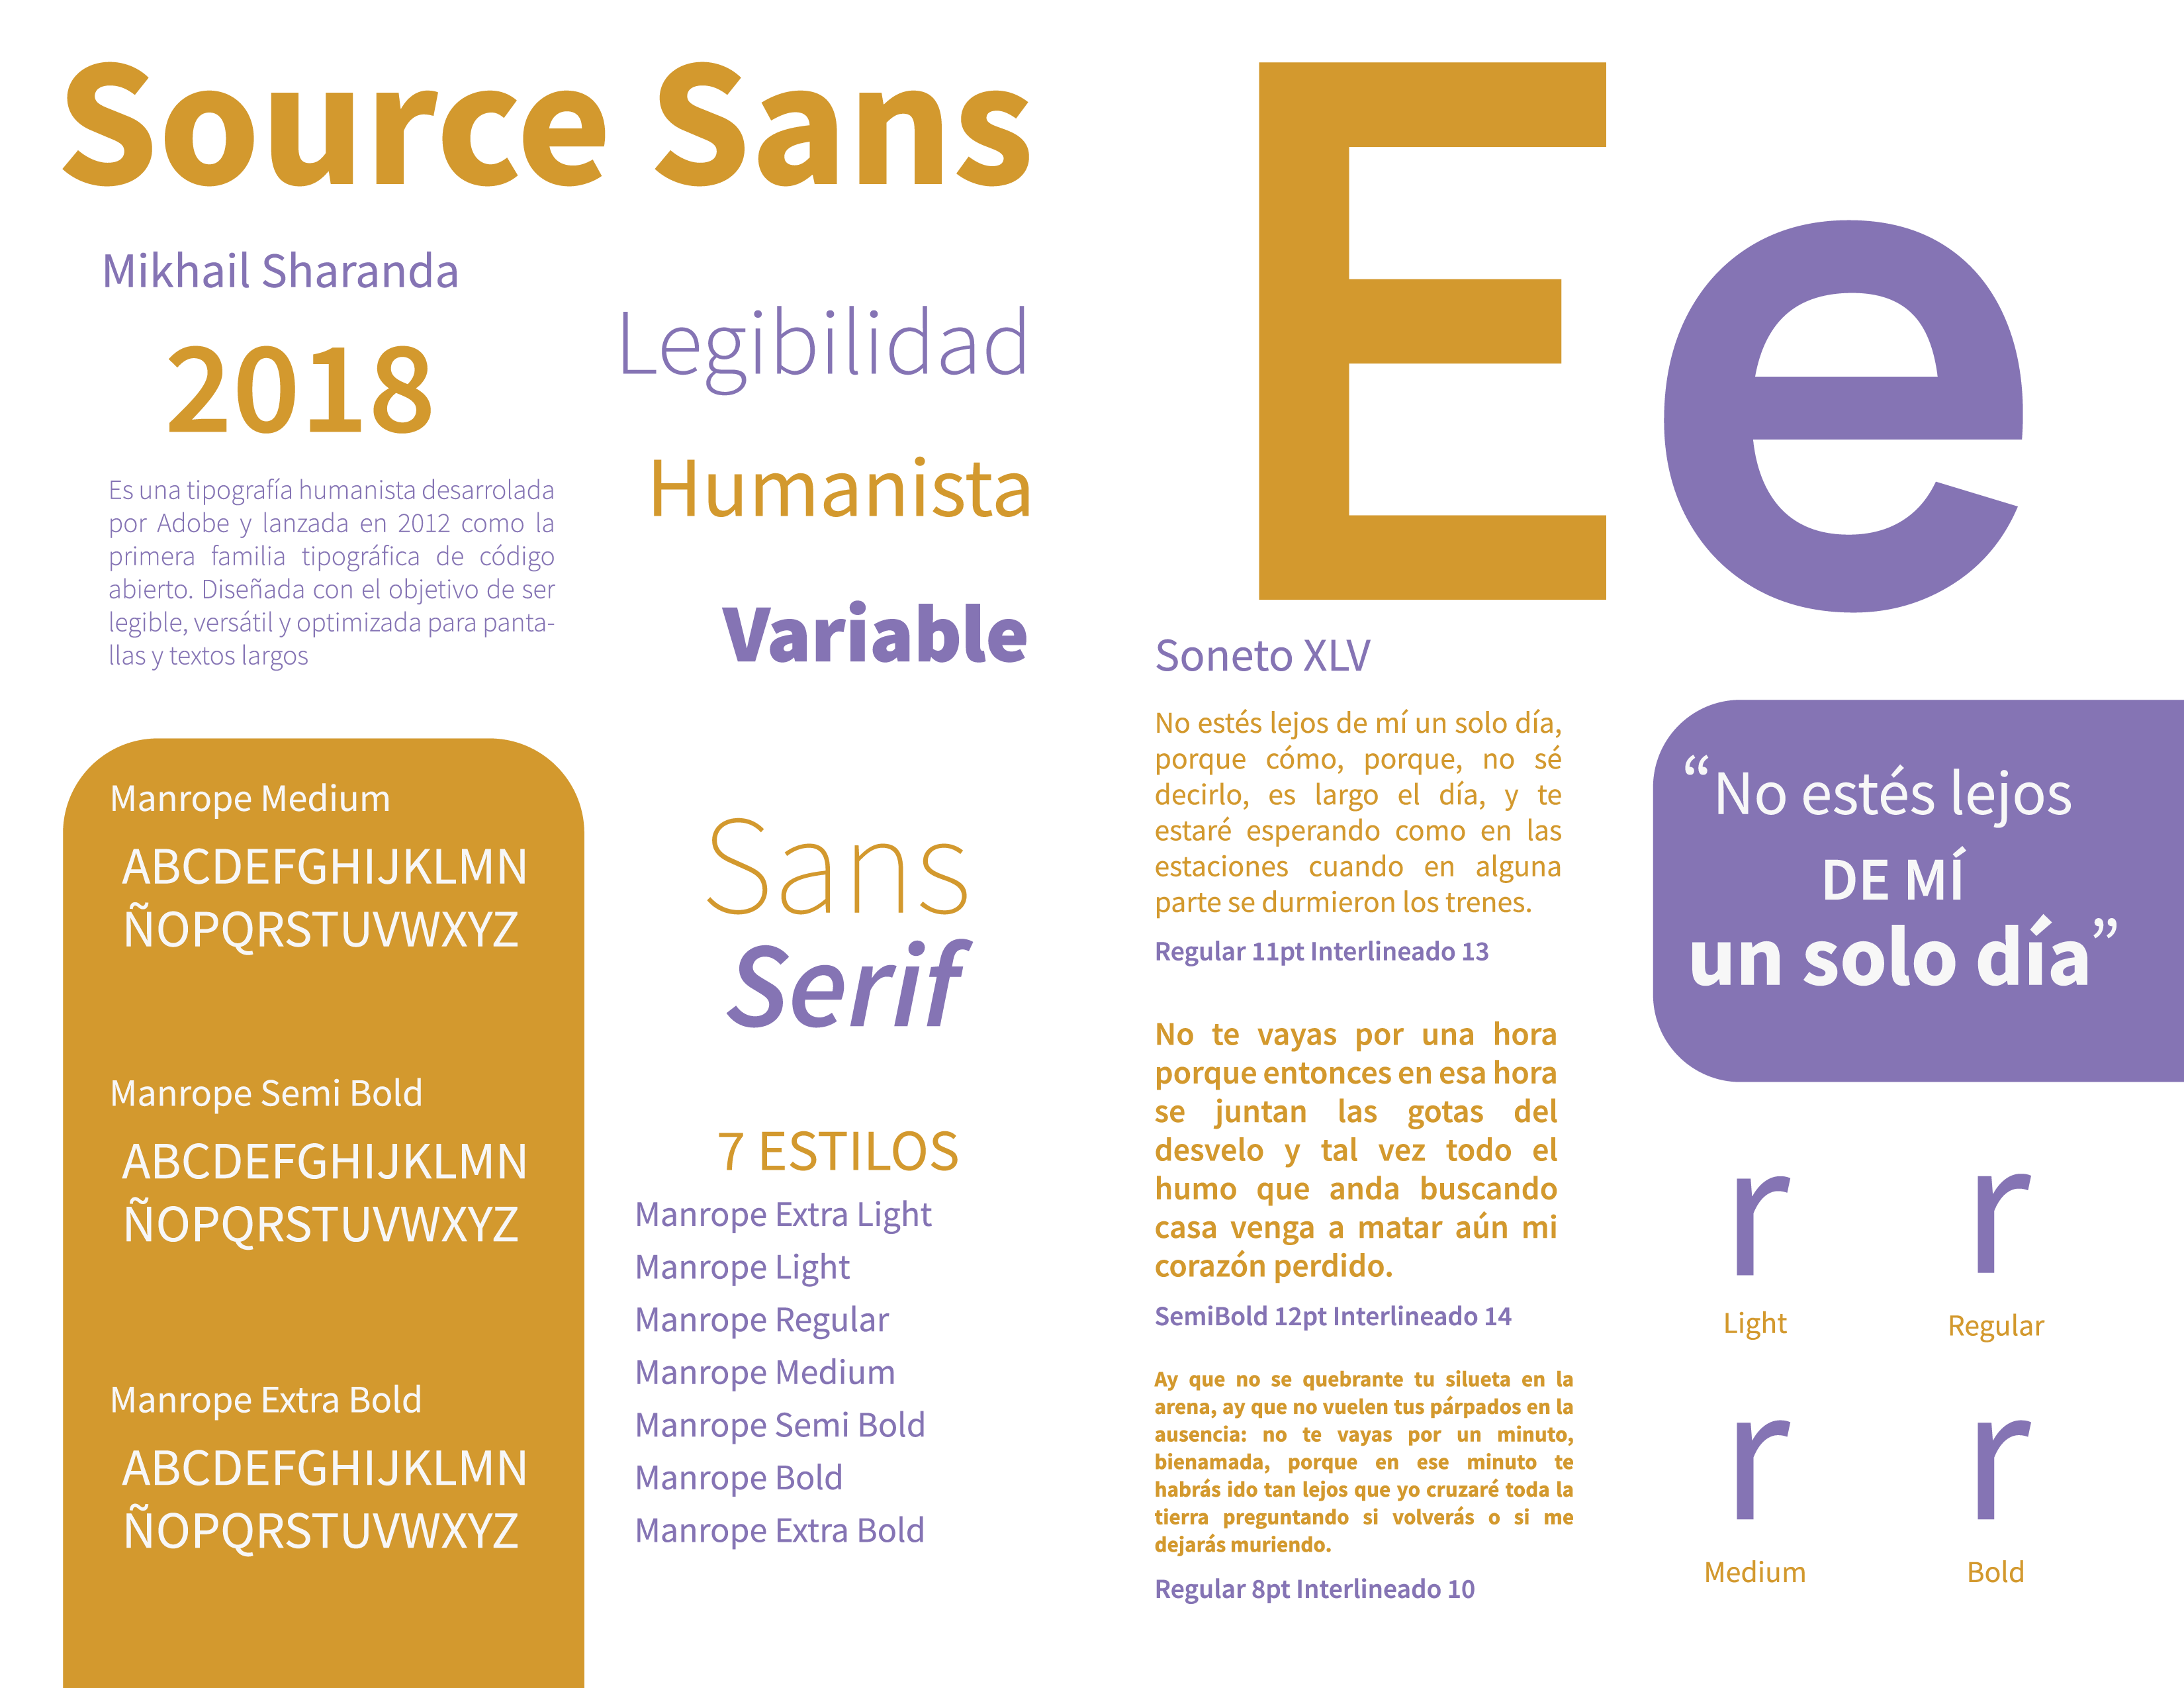 Source Sans
Mikhail Sharanda
2018
Es una tipografía humanista desarrolada
por Adobe y lanzada en 2012 como la
primera familia tipográfica de código
abierto. Diseñada con el objetivo de ser
legible, versátil y optimizada para panta-
llas y textos largos
Legibilidad
Humanista
Variable
Manrope Medium
ABCDEFGHIJKLMN
ÑOPQRSTUVWXYZ
Manrope Semi Bold
ABCDEFGHIJKLMN
ÑOPQRSTUVWXYZ
Manrope Extra Bold
ABCDEFGHIJKLMN
ÑOPQRSTUVWXYZ
Sans
Serif
7 ESTILOS
Manrope Extra Light
Manrope Light
Manrope Regular
Manrope Medium
Manrope Semi Bold
Manrope Bold
Manrope Extra Bold
Ee
Soneto XLV
No estés lejos de mí un solo día,
porque cómo, porque, no sé
decirlo, es largo el día, y te
estaré esperando como en las
estaciones cuando en alguna
parte se durmieron los trenes.
Regular 11pt Interlineado 13
No te vayas por una hora
porque entonces en esa hora
se juntan las gotas del
desvelo y tal vez todo el
humo que anda buscando
casa venga a matar aún mi
corazón perdido.
SemiBold 12pt Interlineado 14
Ay que no se quebrante tu silueta en la
arena, ay que no vuelen tus párpados en la
ausencia: no te vayas por un minuto,
bienamada, porque en ese minuto te
habrás ido tan lejos que yo cruzaré toda la
tierra preguntando si volverás o si me
dejarás muriendo.
Regular 8pt Interlineado 10
“No estés lejos
DE MÍ
un solo día”
r r
Light Regular
r r
Medium Bold